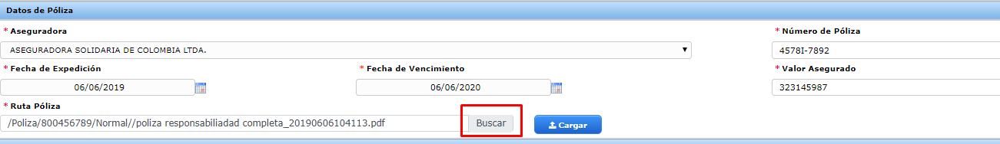 Datos de Póliza
* Aseguradora
* Número de Póliza
ASEGURADORA SOLIDARIA DE COLOMBIA LTDA.
4578I-7892
* Fecha de Expedición
* Fecha de Vencimiento
* Valor Asegurado
06/06/2019
06/06/2020
323145987
* Ruta Póliza
/Poliza/800456789/Normal//poliza responsabiliadad completa_20190606104113.pdf
Buscar
Cargar